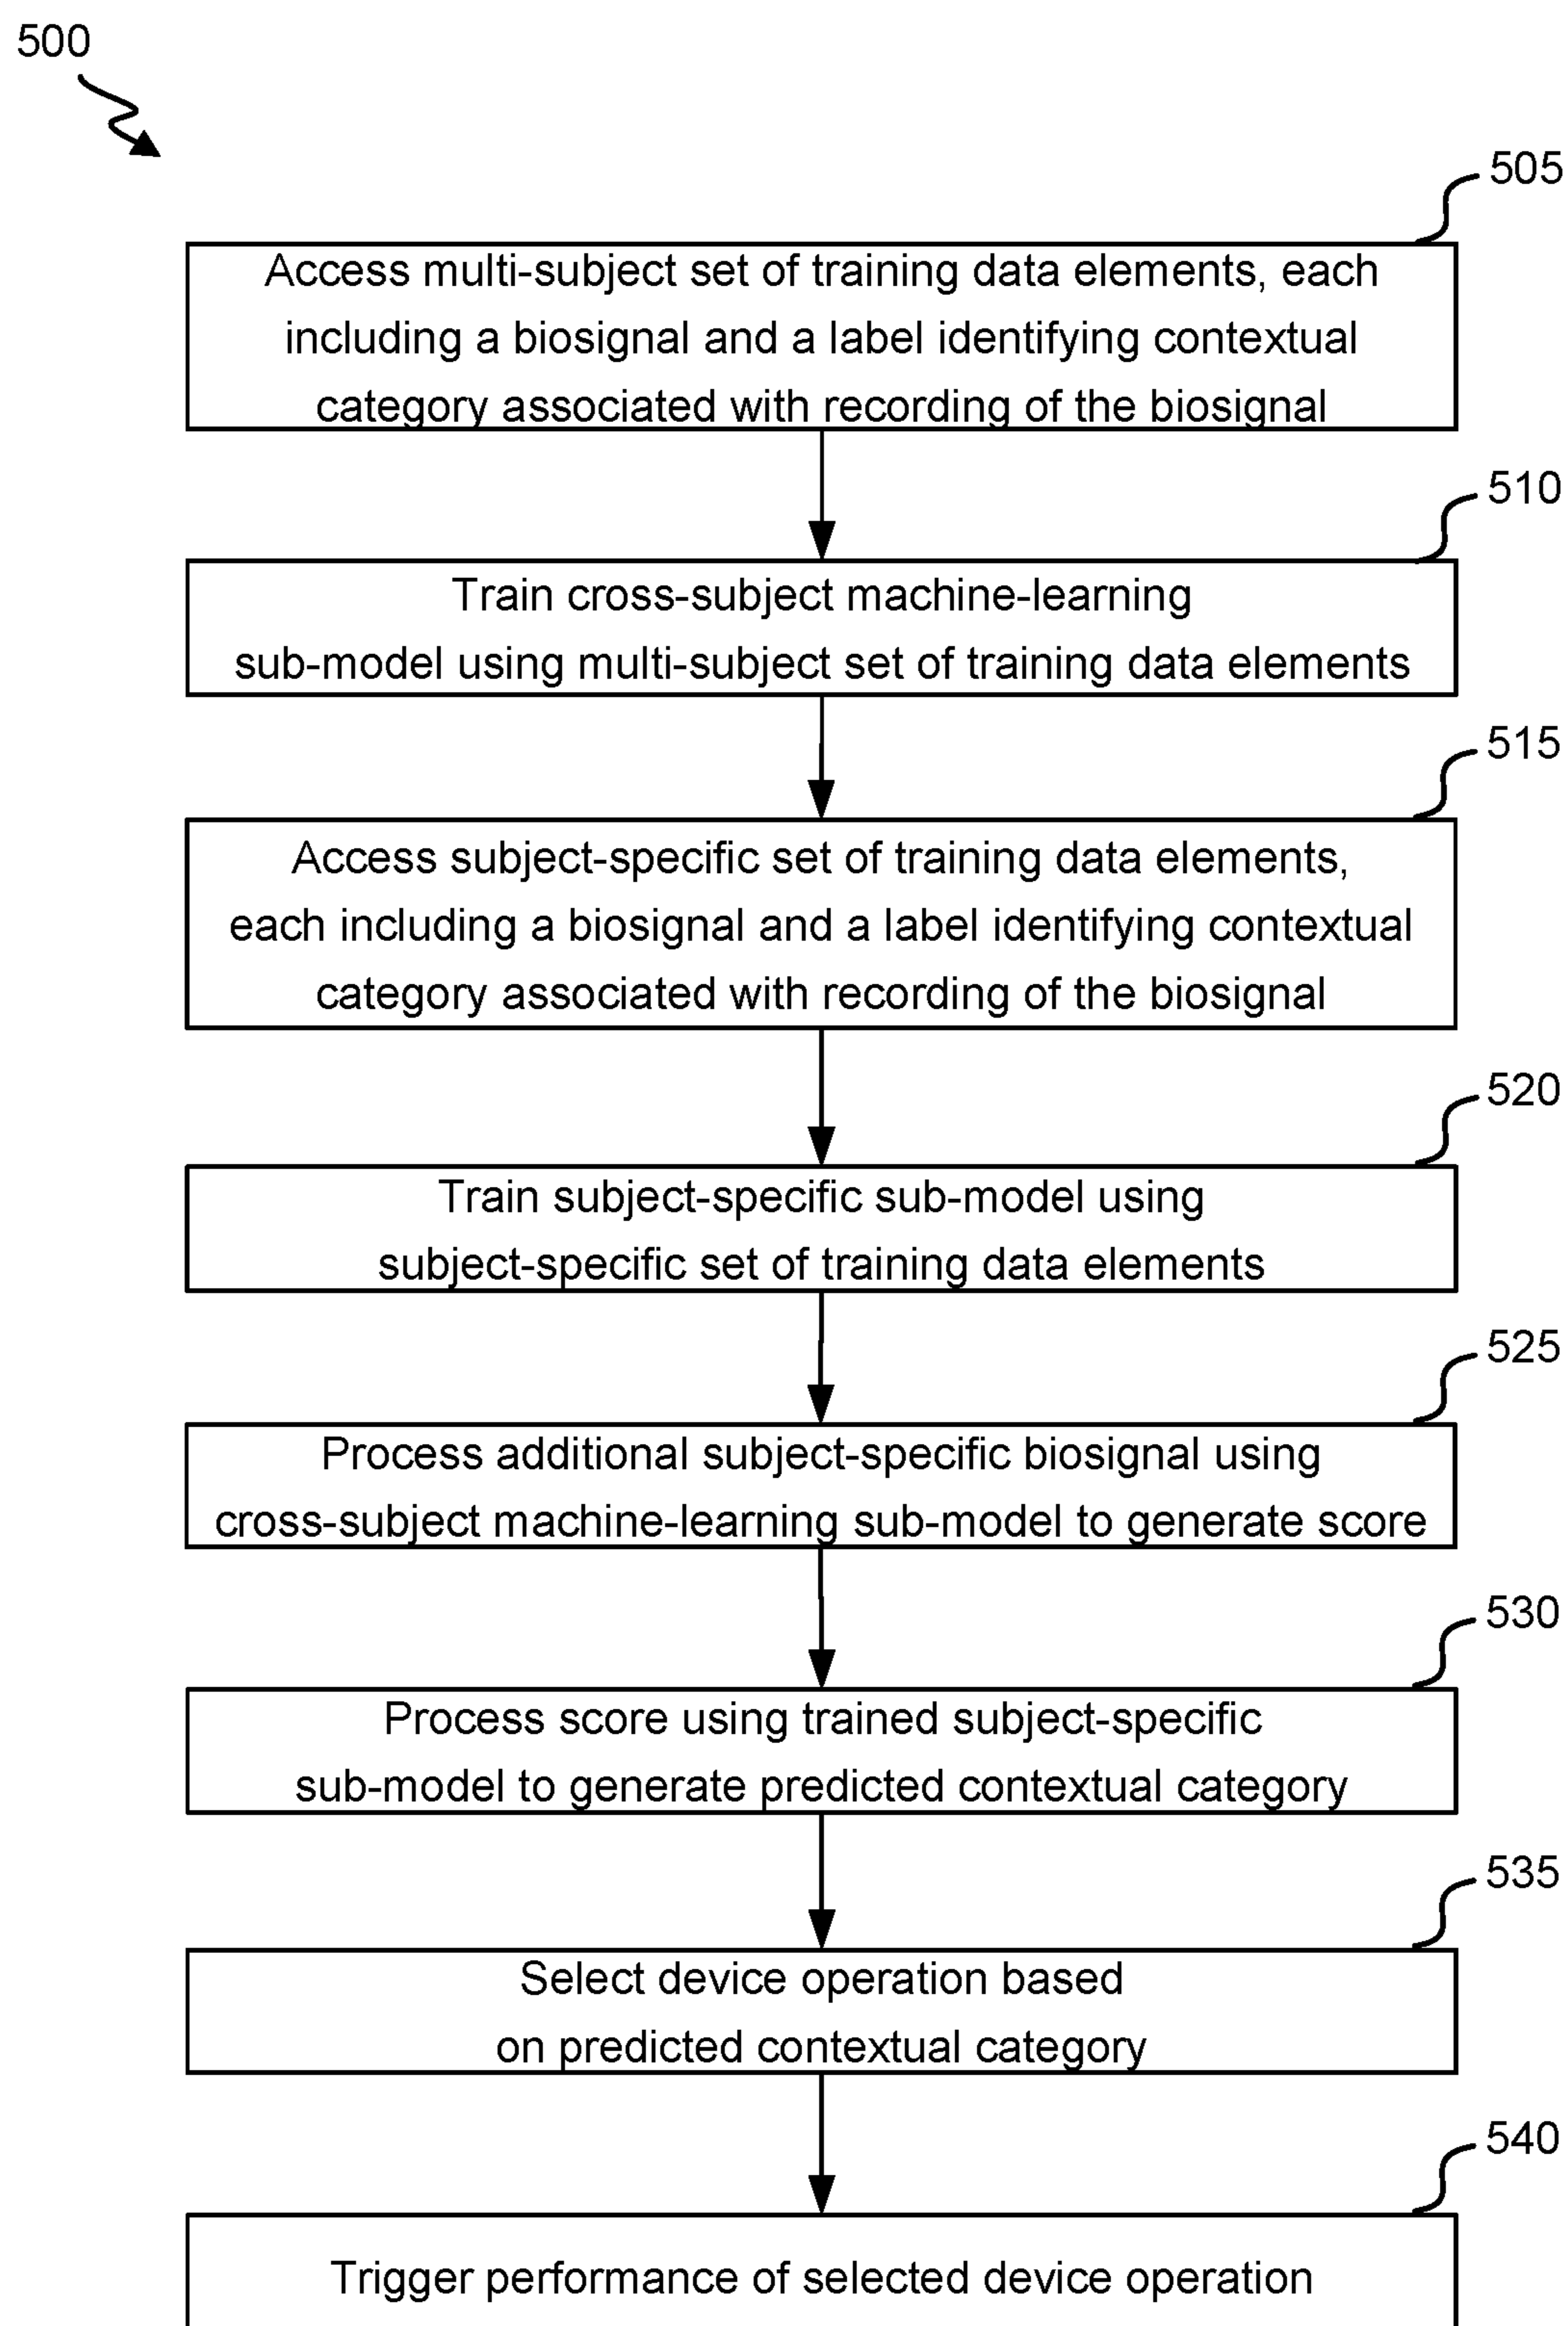 500
505
Access multi-subject set of training data elements, each
including a biosignal and a label identifying contextual
category associated with recording of the biosignal
510
Train cross-subject machine-learning
sub-model using multi-subject set of training data elements
515
Access subject-specific set of training data elements,
each including a biosignal and a label identifying contextual
category associated with recording of the biosignal
520
Train subject-specific sub-model using
subject-specific set of training data elements
525
Process additional subject-specific biosignal using
cross-subject machine-learning sub-model to generate score
530
Process score using trained subject-specific
sub-model to generate predicted contextual category
535
Select device operation based
on predicted contextual category
540
Trigger performance of selected device operation